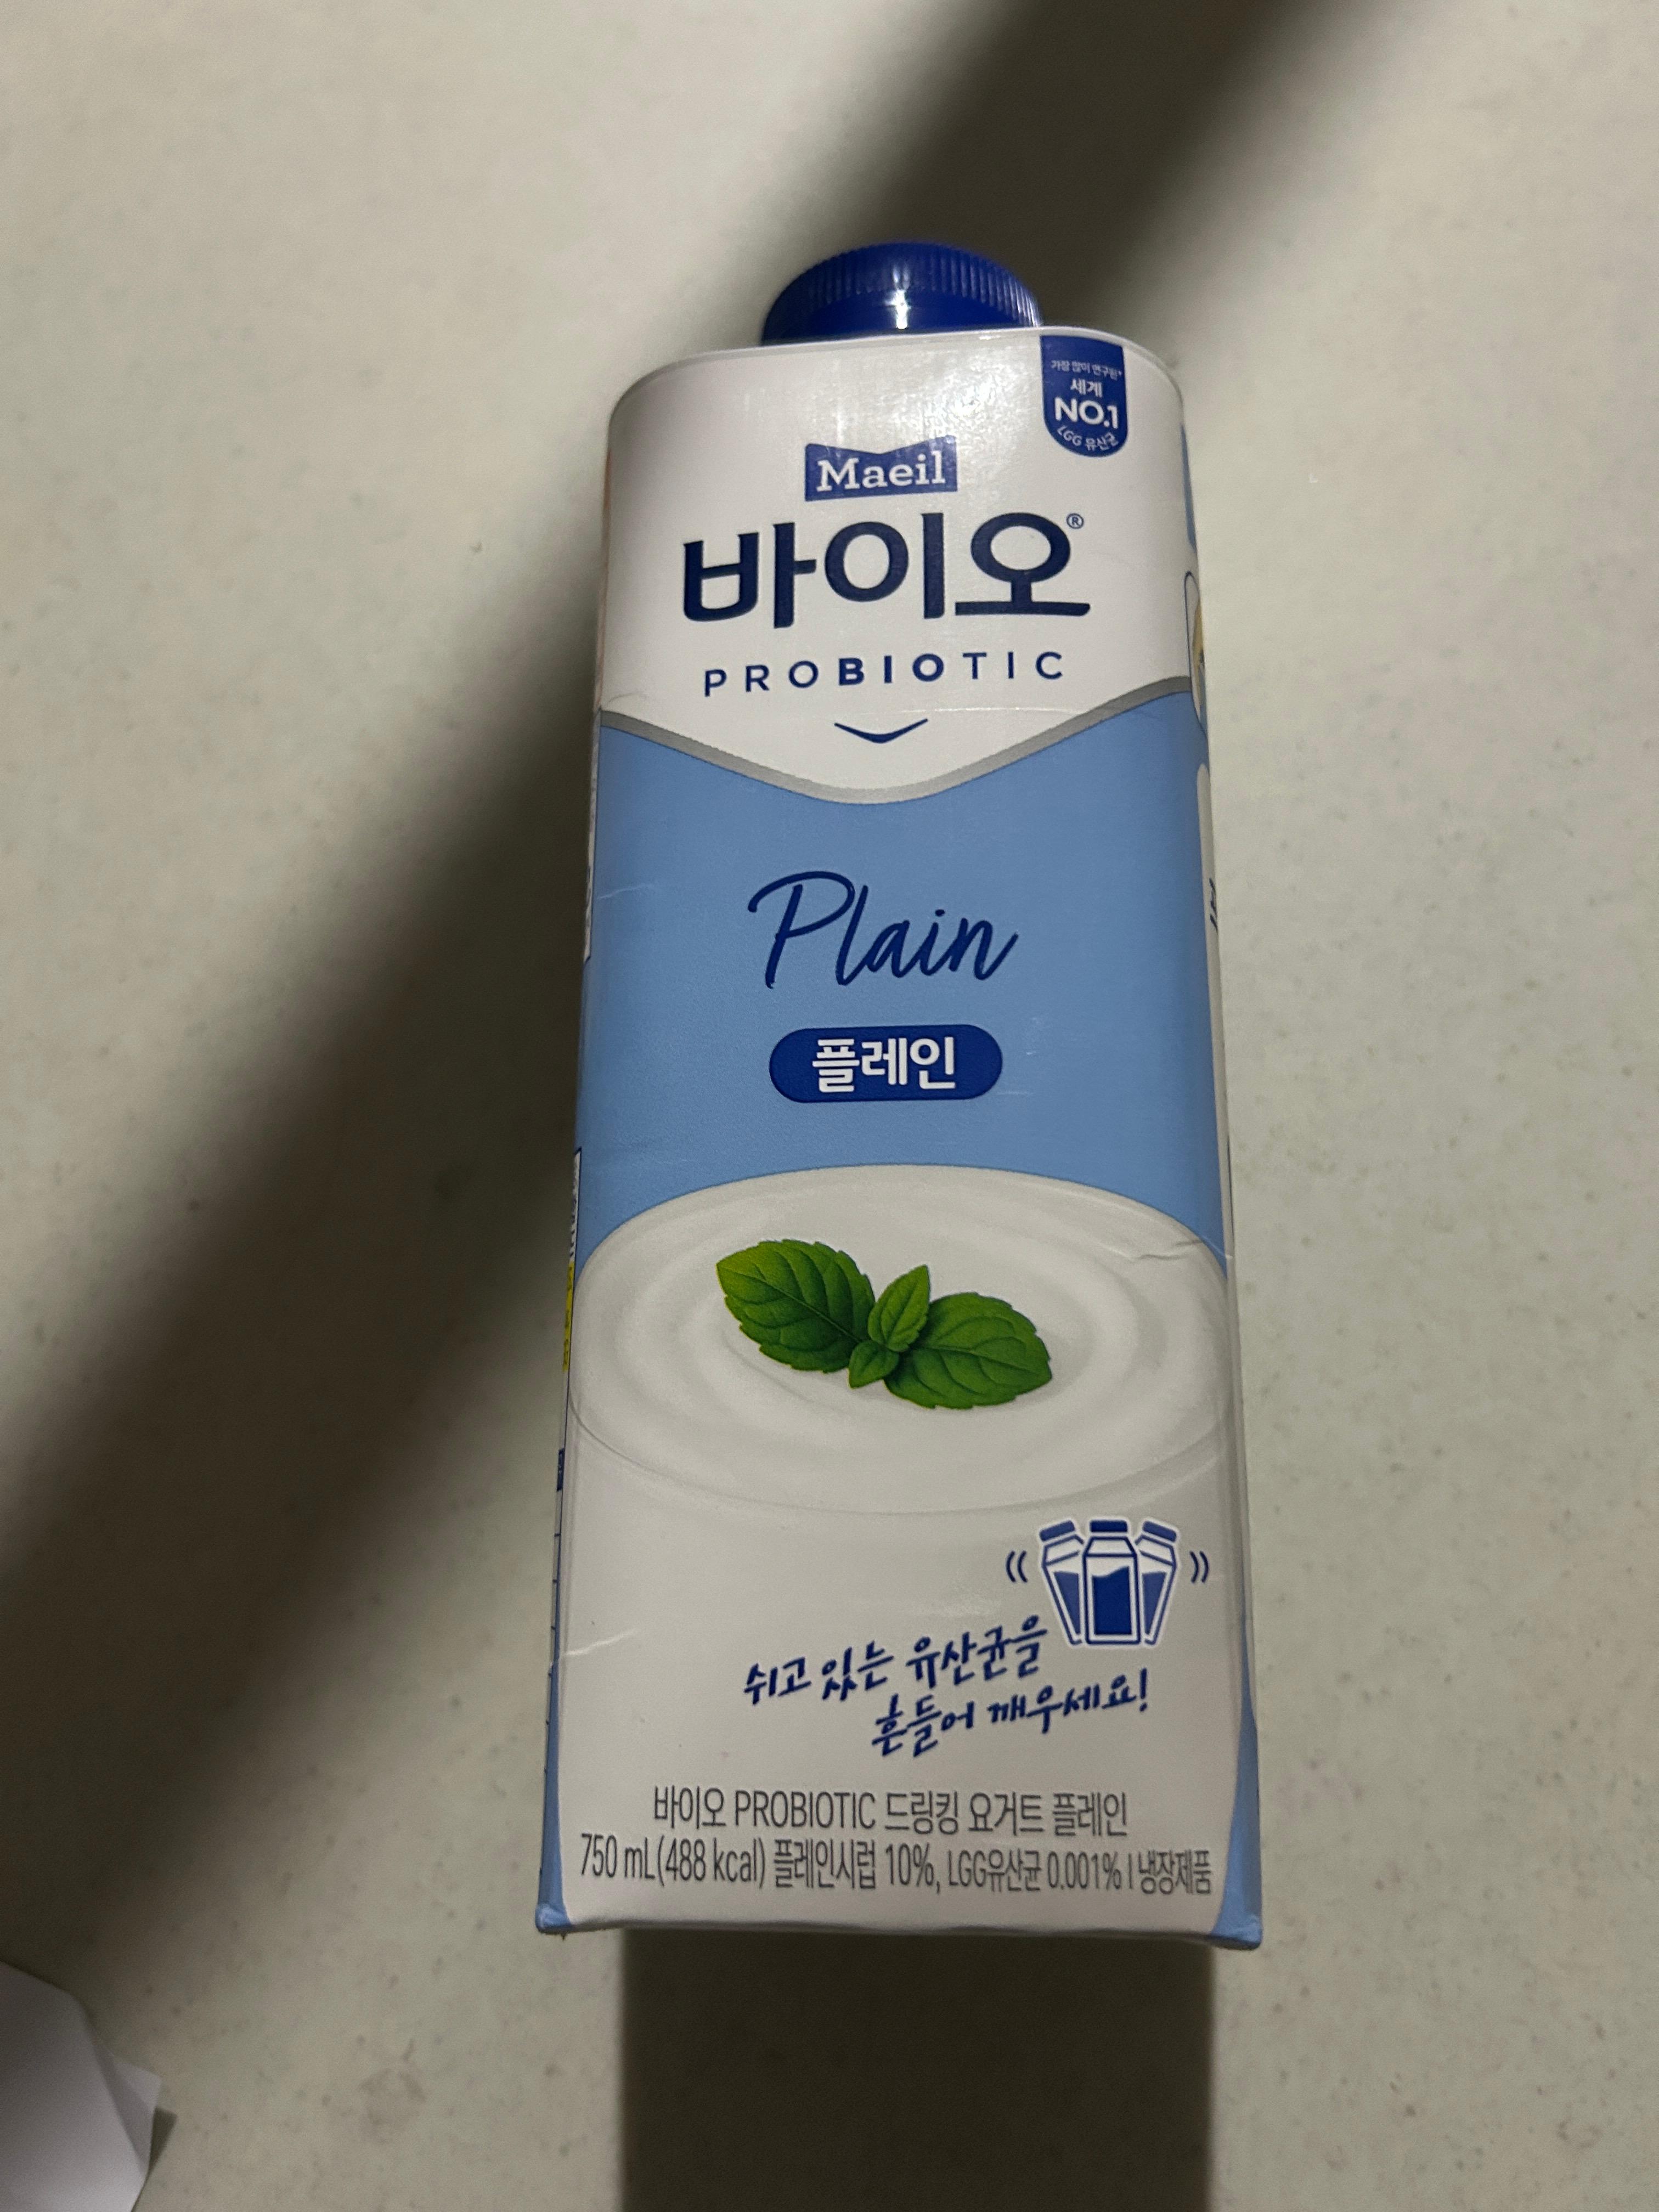 가장 많이 연구된*
세계
NO.1
LGG 유산균
Maeil
바이오®
PROBIOTIC
Plain
플레인
쉬고 있는 유산균을
흔들어 깨우세요!
바이오 PROBIOTIC 드링킹 요거트 플레인
750 mL(488 kcal) 플레인시럽 10%, LGG유산균 0.001% I 냉장제품